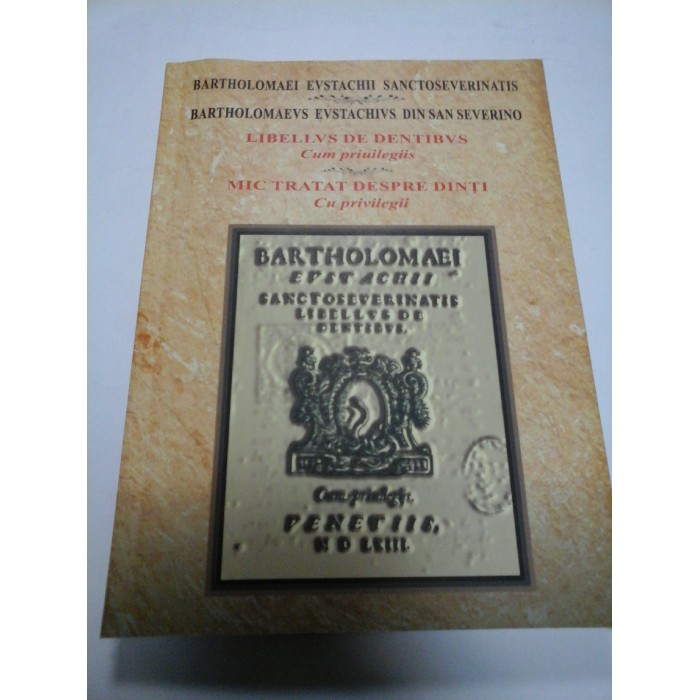 BARTHOLOMAEI EVSTACHII SANCTOSEVERINATIS
BARTHOLOMAEVS EVSTACHIVS DIN SAN SEVERINO
LIBELLVS DE DENTIBVS
Cum priuilegiis
MIC TRATAT DESPRE DINȚI
Cu privilegii
BARTHOLOMAEI
EVSTACHII
SANCTOSEVERINATIS
LIBELLVS DE
DENTIBVS.
Cum priuilegijs.
VENETIIS,
M D LXIII.